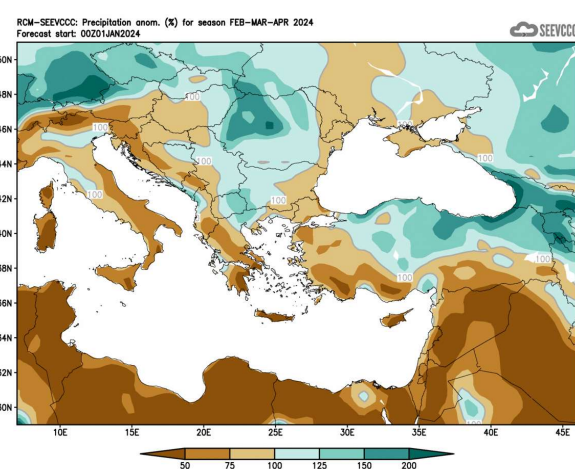 RCM-SEEVCCC: Precipitation anom. (%) for season FEB-MAR-APR 2024
Forecast start: 00Z01JAN2024
SEEVCCC
50N
48N
100
46N
100
100
44N
100
100
42N
100
100
40N
100
38N
100
36N
34N
32N
30N
10E 15E 20E 25E 30E 35E 40E 45E
50 75 100 125 150 200